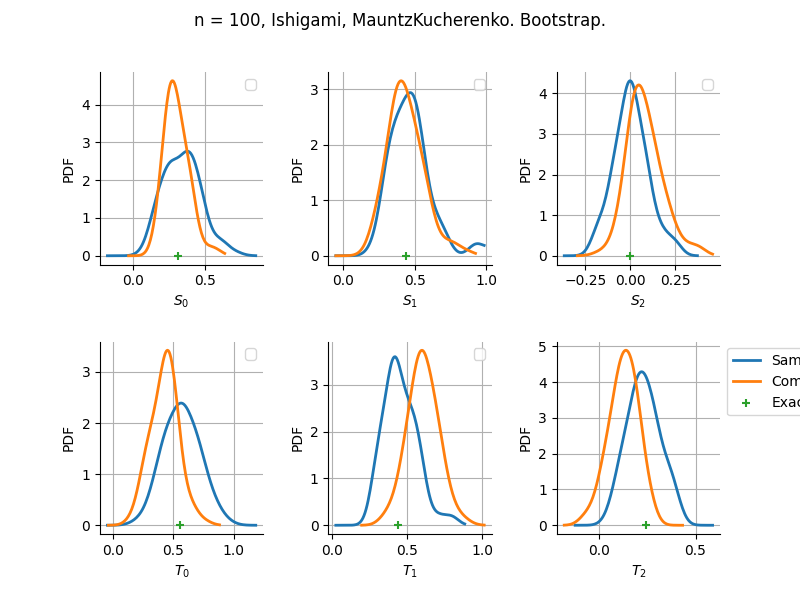 n = 100, Ishigami, MauntzKucherenko. Bootstrap.
PDF
4
3
2
1
0
0.0 0.5
S0
PDF
3
2
1
0
0.0 0.5 1.0
S1
PDF
4
3
2
1
0
−0.25 0.00 0.25
S2
PDF
3
2
1
0
0.0 0.5 1.0
T0
PDF
3
2
1
0
0.0 0.5 1.0
T1
PDF
5
4
3
2
1
0
0.0 0.5
T2
Sam
Com
Exac